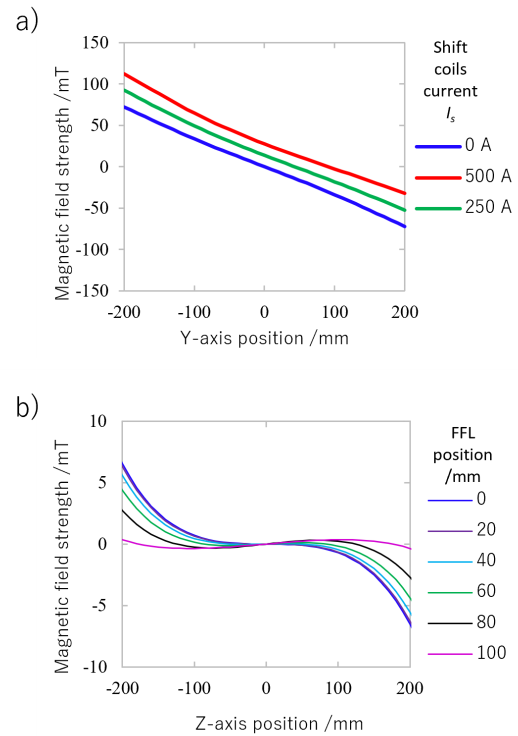 a)
Magnetic field strength /mT
150
100
50
0
-50
-100
-150
-200
-100
0
100
200
Y-axis position /mm
Shift
coils
current
Is
0 A
500 A
250 A
b)
Magnetic field strength /mT
10
5
0
-5
-10
-200
-100
0
100
200
Z-axis position /mm
FFL
position
/mm
0
20
40
60
80
100